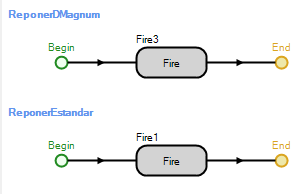 ReponerDMagnum
Fire3
Begin
End
Fire
ReponerEstandar
Fire1
Begin
End
Fire